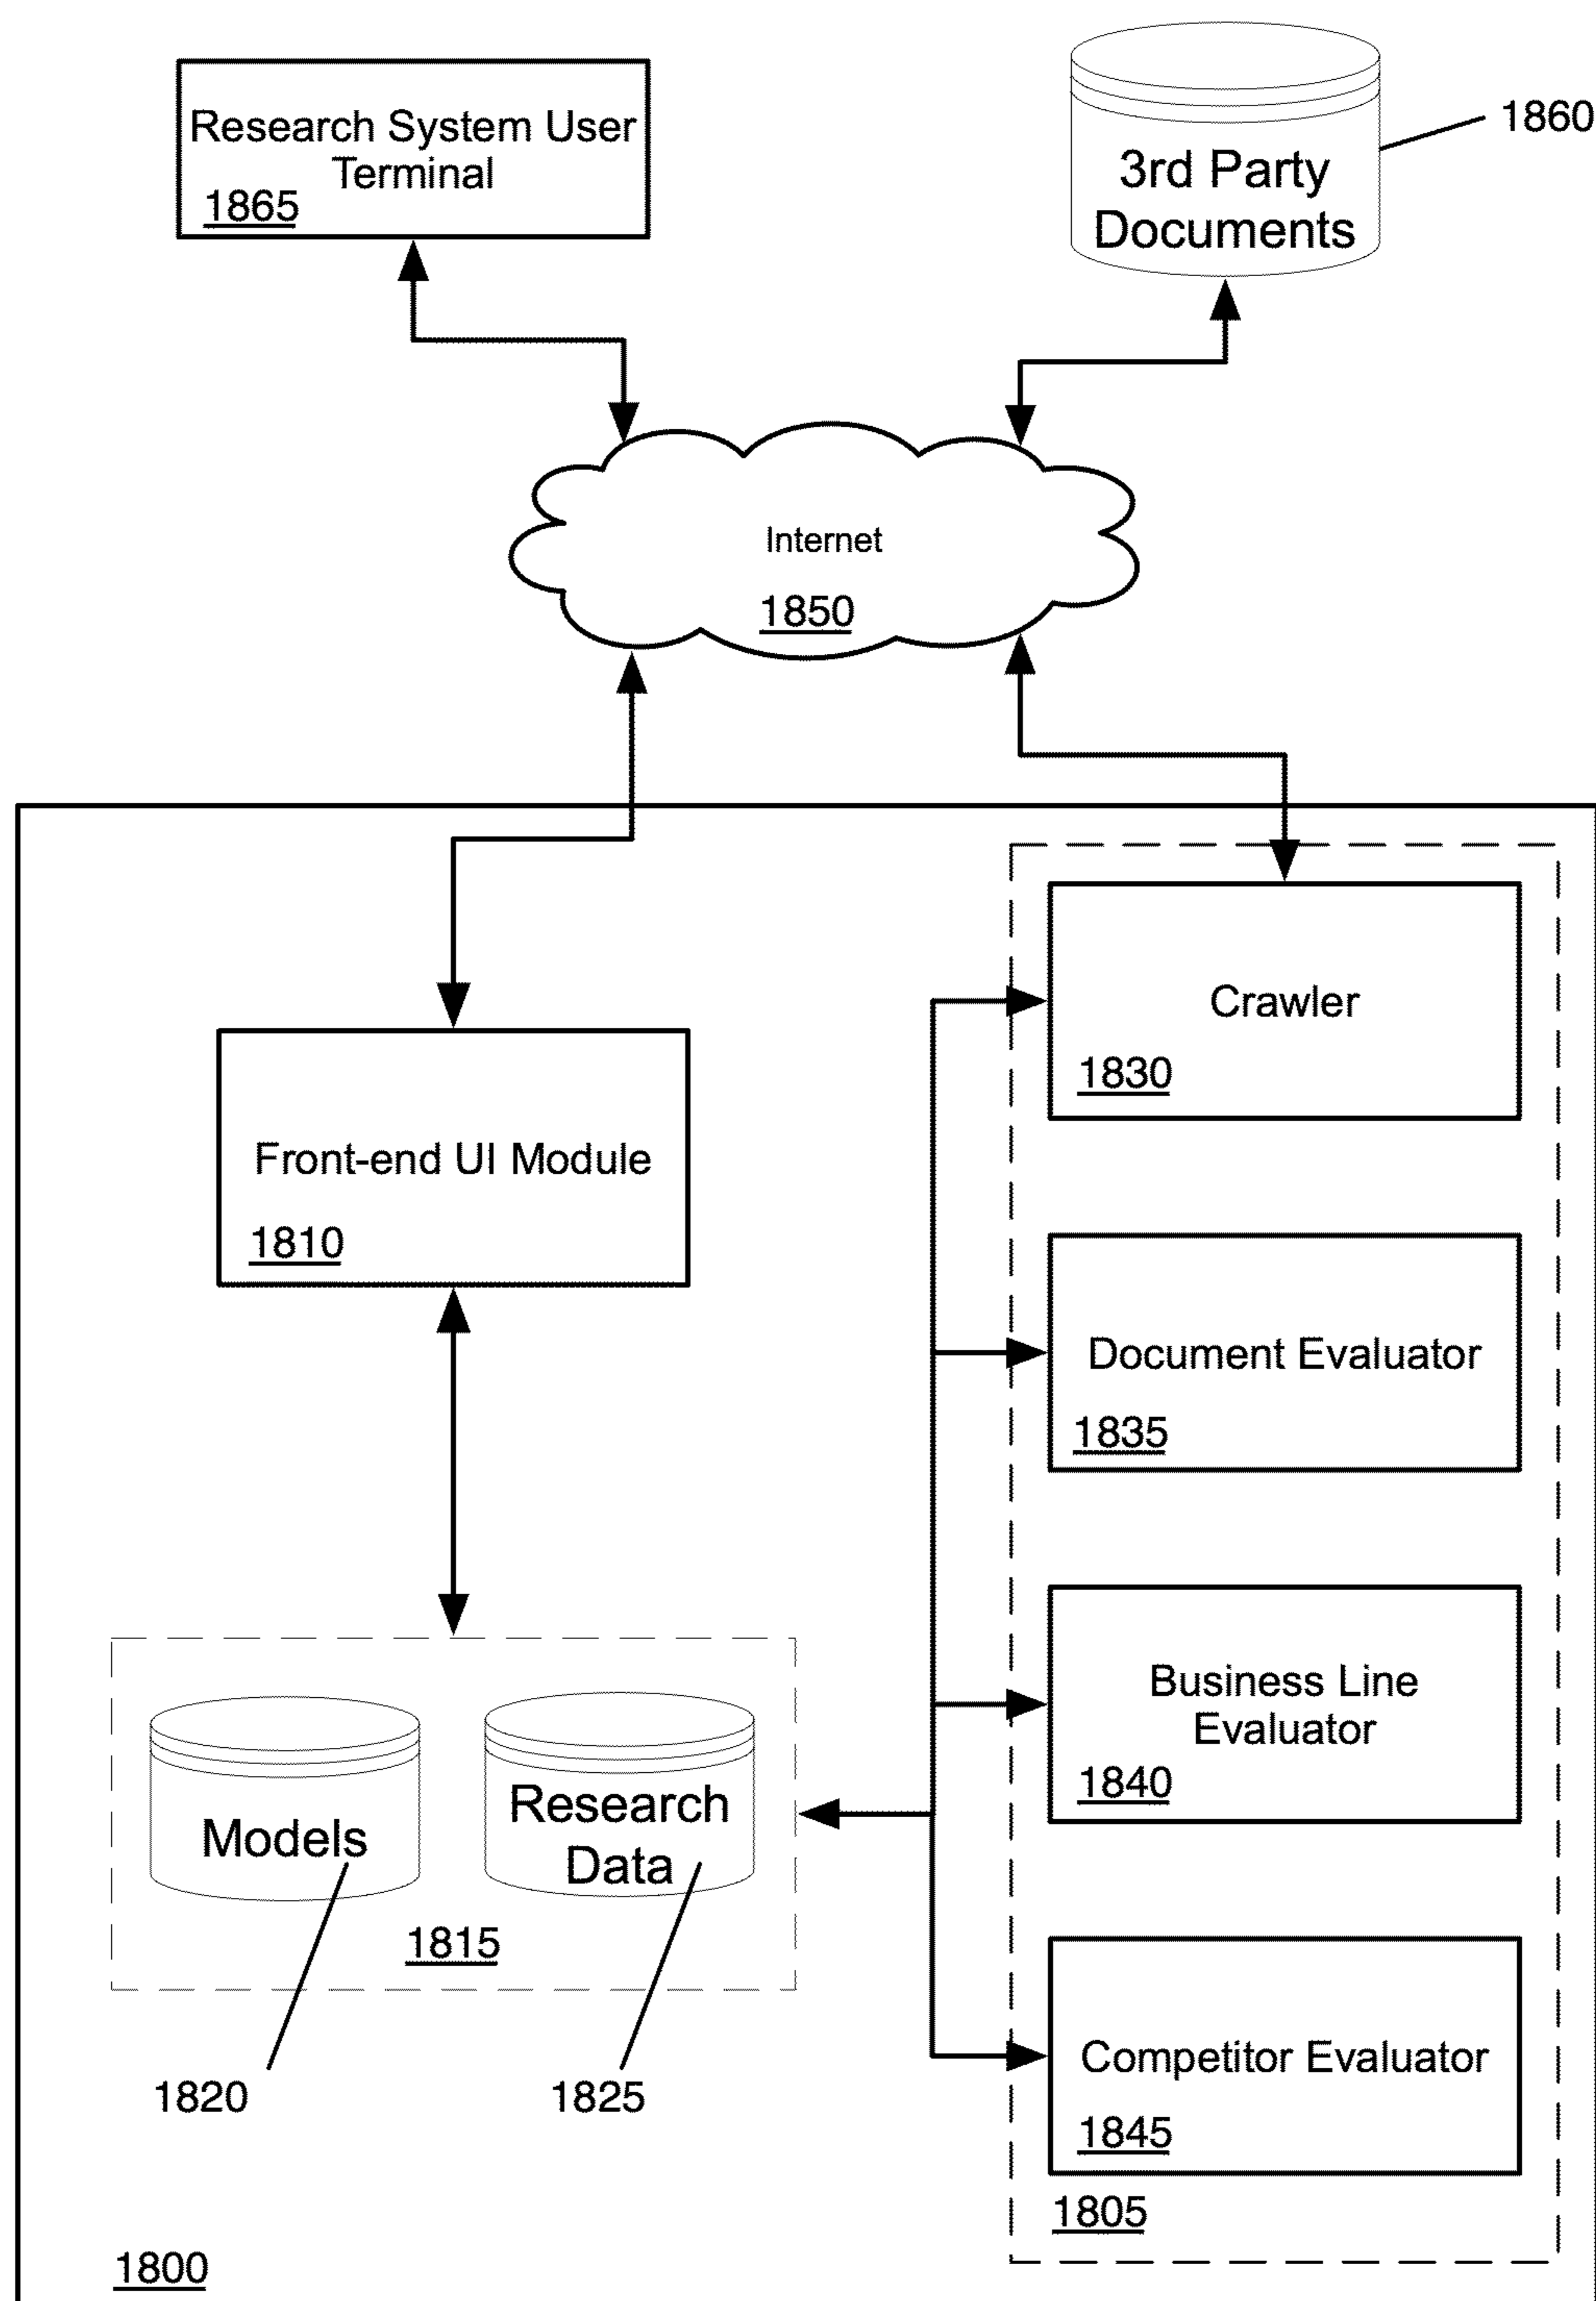 Research System User
Terminal
1865
3rd Party
Documents
1860
Internet
1850
Crawler
1830
Front-end UI Module
1810
Document Evaluator
1835
Business Line
Evaluator
1840
Models
Research
Data
1815
1820
1825
Competitor Evaluator
1845
1805
1800